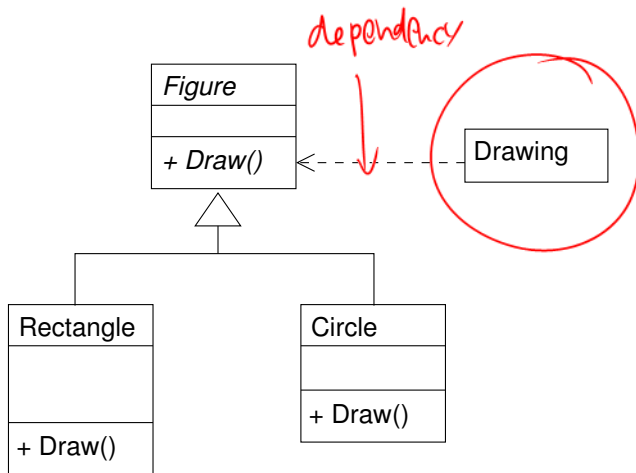 dependency
Figure
+ Draw()
Drawing
Rectangle
+ Draw()
Circle
+ Draw()